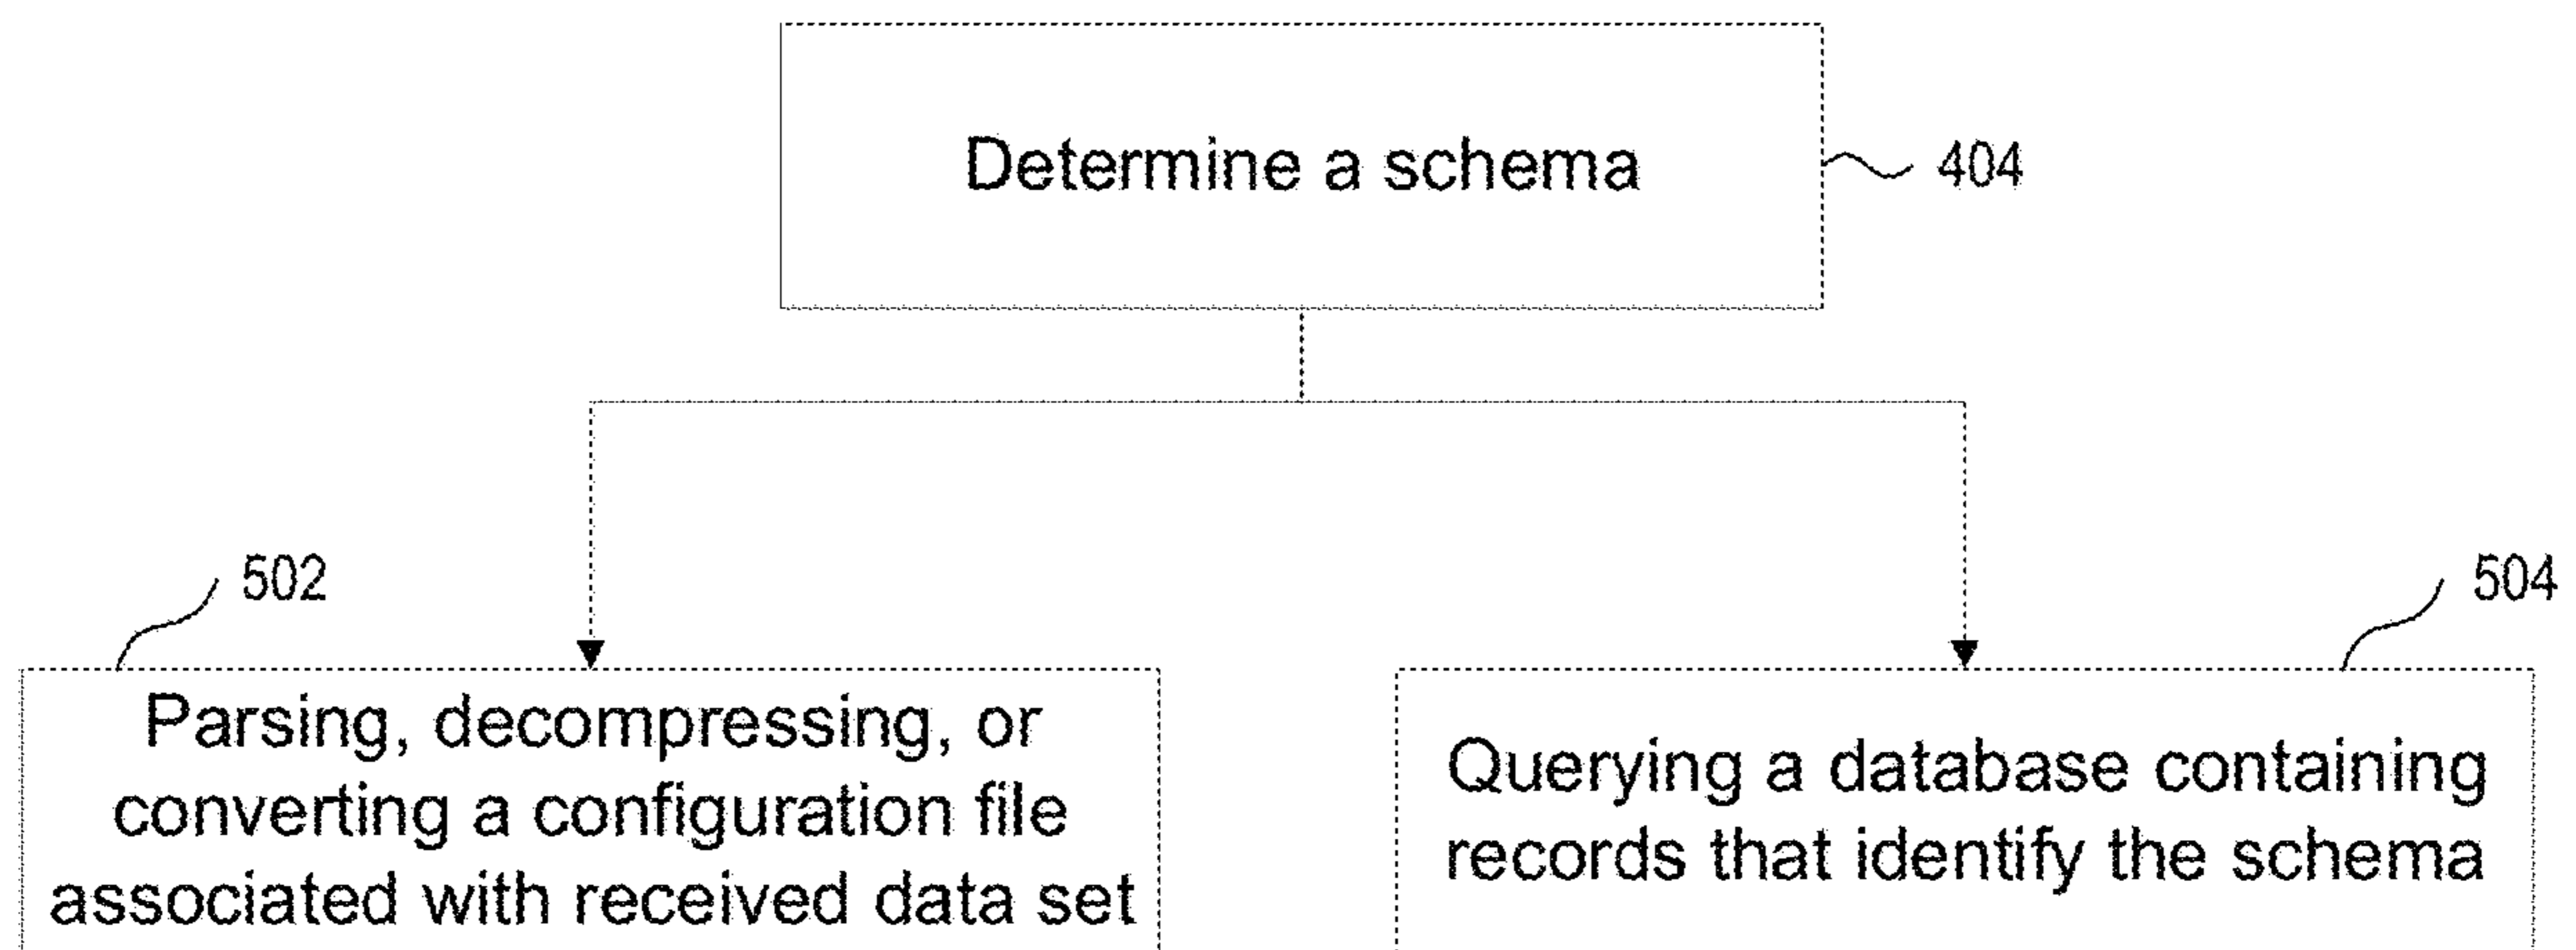 Determine a schema
404
502
504
Parsing, decompressing, or
converting a configuration file
associated with received data set
Querying a database containing
records that identify the schema